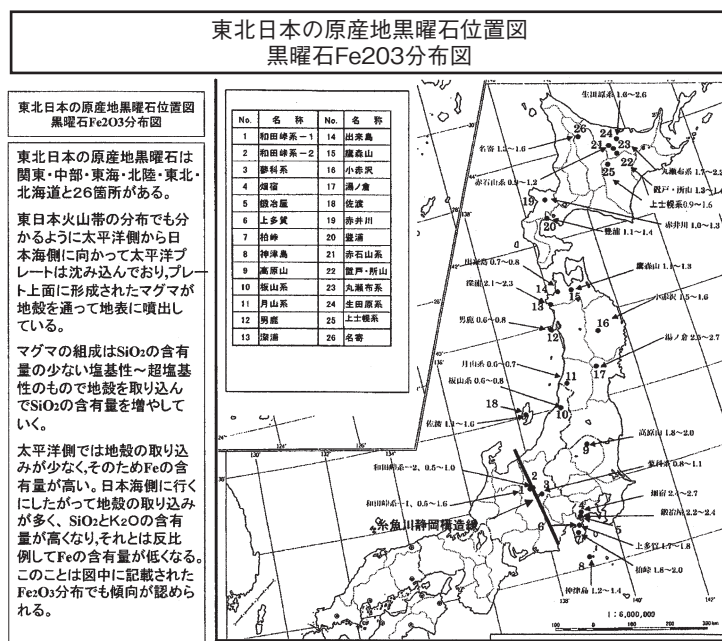 東北日本の原産地黒曜石位置図
黒曜石Fe2O3分布図
東北日本の原産地黒曜石位置図
黒曜石Fe2O3分布図
東北日本の原産地黒曜石は
関東・中部・東海・北陸・東北・
北海道と26箇所がある。
東日本火山帯の分布でも分
かるように太平洋側から日
本海側に向かって太平洋プ
レートは沈み込んでおり、プレー
ト上面に形成されたマグマが
地殻を通って地表に噴出し
ている。
マグマの組成はSiO₂の含有
量の少ない塩基性～超塩基
性のもので地殻を取り込ん
でSiO₂の含有量を増やして
いく。
太平洋側では地殻の取り込
みが少なく、そのためFeの含
有量が高い。日本海側に行く
にしたがって地殻の取り込み
が多く、SiO₂とK₂Oの含有
量が高くなり、それとは反比
例してFeの含有量が低くなる。
このことは図中に記載された
Fe₂O₃分布でも傾向が認めら
れる。
No. 名称 No. 名称
1 和田峠系-1 14 出来島
2 和田峠系-2 15 鷹森山
3 蓼科系 16 小赤沢
4 畑宿 17 湯ノ倉
5 鍛冶屋 18 佐渡
6 上多賀 19 赤井川
7 柏峠 20 豊浦
8 神津島 21 赤石山系
9 高原山 22 置戸・所山
10 板山系 23 丸瀬布系
11 月山系 24 生田原系
12 男鹿 25 上士幌系
13 深浦 26 名寄
生田原系 1.6~2.6
24
26
名寄 1.5~1.6
21
23
22
25
丸瀬布系 1.7~2.2
置戸・所山 1.3~1.4
上士幌系0.9~1.6
赤石山系 0.9~1.2
19
赤井川 1.0~1.3
20
豊浦 1.1~1.4
出来島 0.7~0.8
鷹森山 1.1~1.3
14
15
深浦 2.1~2.3
13
小赤沢 1.5~1.6
男鹿 0.6~0.8
12
16
湯ノ倉 2.5~2.7
17
月山系 0.6~0.7
11
板山系 0.6~0.8
10
18
佐渡 1.1~1.6
高原山 1.8~2.0
9
和田峠系-2, 0.5~1.0
蓼科系 0.8~1.1
2
1
3
和田峠系-1, 0.5~1.6
畑宿 2.4~2.7
4
糸魚川静岡構造線
鍛冶屋 2.2~2.4
6
5
上多賀 1.7~1.8
7
柏峠 1.8~2.0
8
神津島 1.2~1.4
1:6,000,000